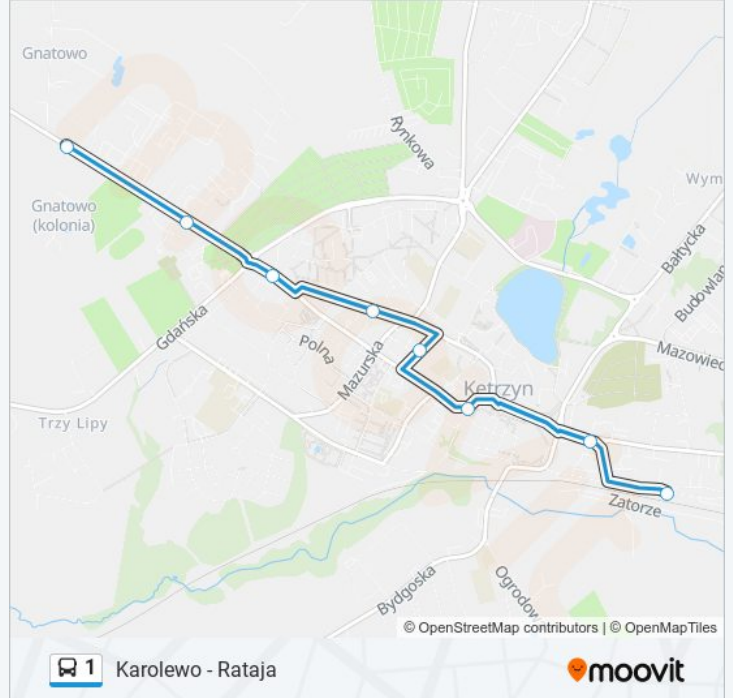 Gnatowo
Rynkowa
Wym
Gnatowo
(kolonia)
Bałtycka
Budowlan
Gdańska
Polna
Mazurska
Mazowiec
Kętrzyn
Trzy Lipy
Zatorze
Bydgoska
Ogrodow
© OpenStreetMap contributors | © OpenMapTiles
1 Karolewo - Rataja
moovit